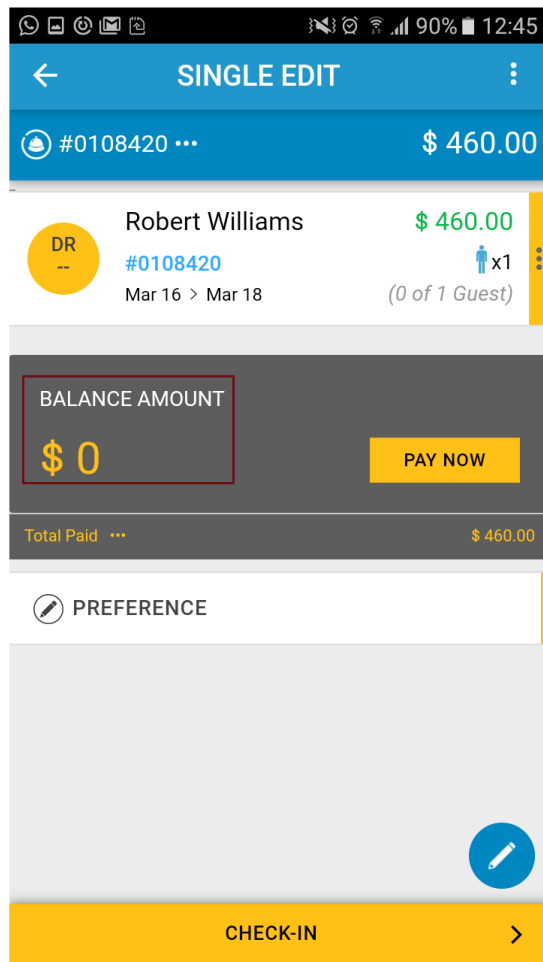 90% 12:45
SINGLE EDIT
#0108420 ••• $ 460.00
DR
--
Robert Williams $ 460.00
#0108420 x1
Mar 16 > Mar 18 (0 of 1 Guest)
BALANCE AMOUNT
$ 0
PAY NOW
Total Paid ••• $ 460.00
PREFERENCE
CHECK-IN